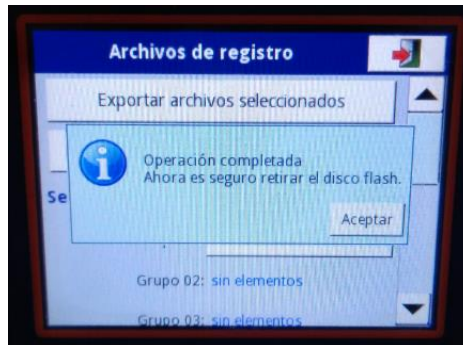 Archivos de registro
Exportar archivos seleccionados
Operación completada
Ahora es seguro retirar el disco flash.
Se
Aceptar
Grupo 02: sin elementos
Grupo 03: sin elementos